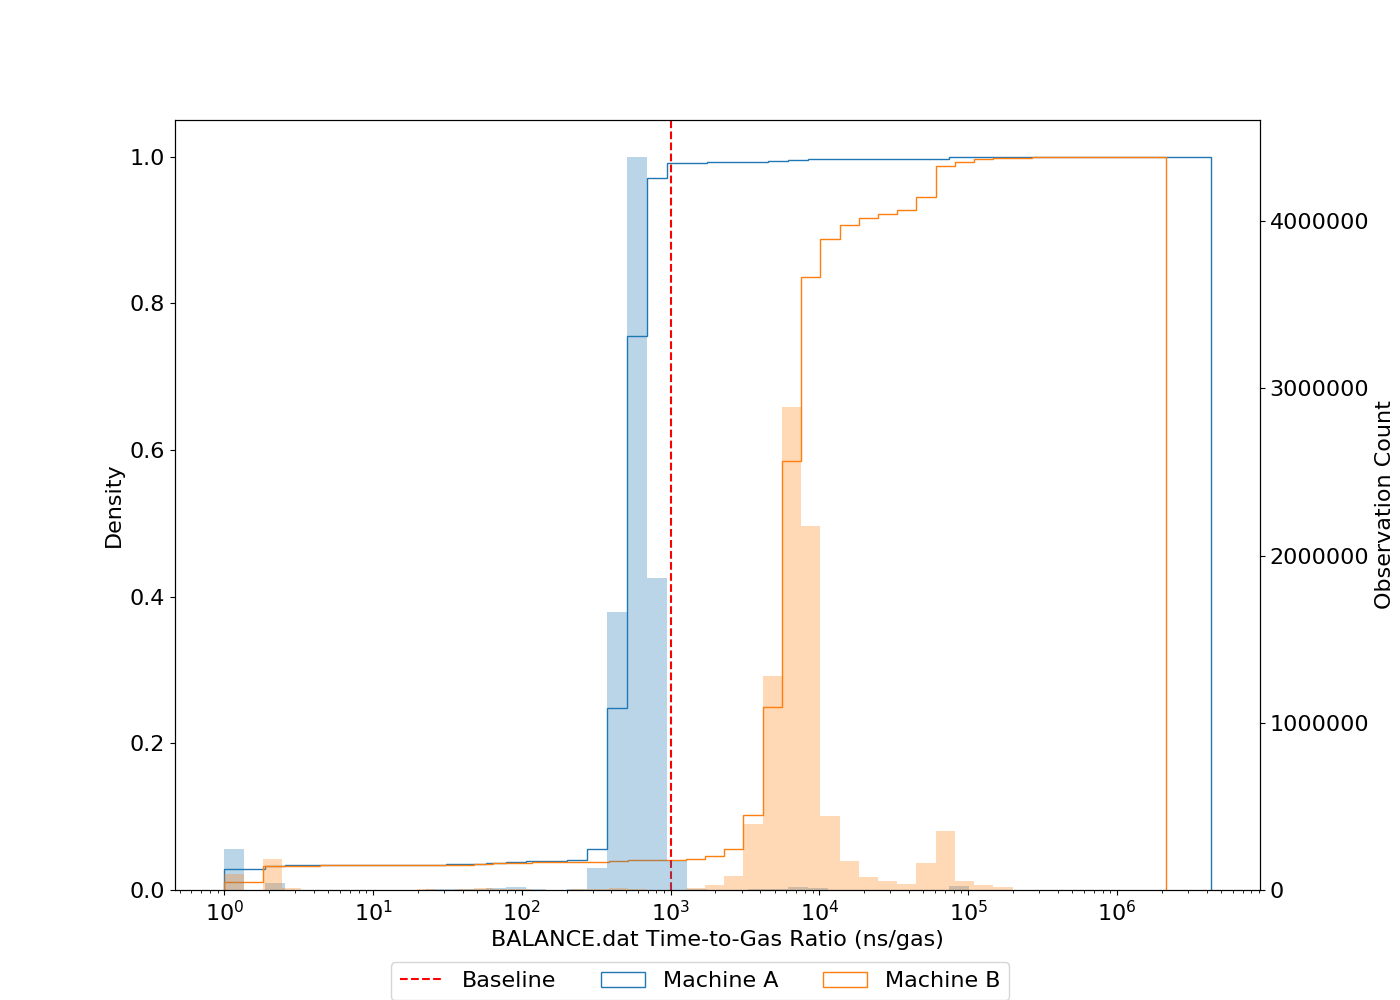 1.0
0.8
0.6
0.4
0.2
0.0
Density
4000000
3000000
2000000
1000000
0
Observation Count
10⁰ 10¹ 10² 10³ 10⁴ 10⁵ 10⁶
BALANCE.dat Time-to-Gas Ratio (ns/gas)
Baseline Machine A Machine B